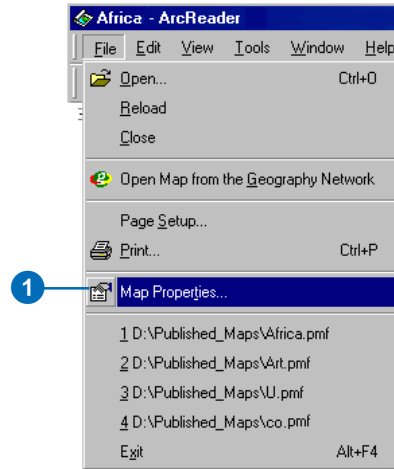 Africa - ArcReader
File Edit View Tools Window Help
Open... Ctrl+O
Reload
Close
Open Map from the Geography Network
Page Setup...
Print... Ctrl+P
1 Map Properties...
1 D:\Published_Maps\Africa.pmf
2 D:\Published_Maps\Art.pmf
3 D:\Published_Maps\U.pmf
4 D:\Published_Maps\co.pmf
Exit Alt+F4